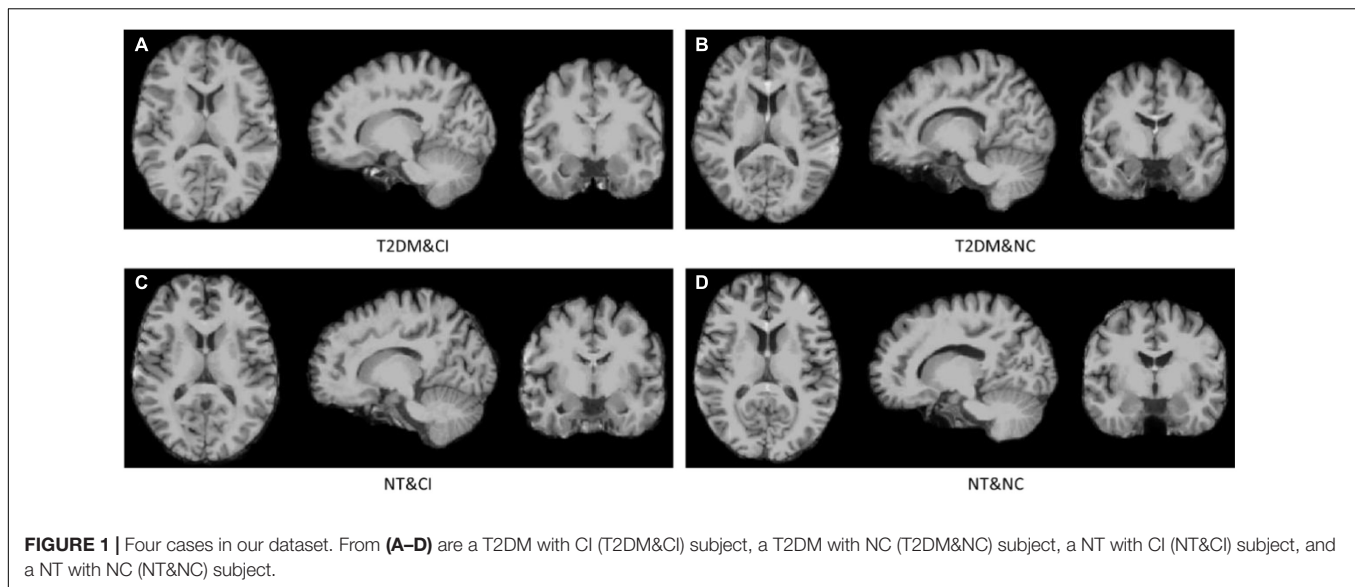 A
B
T2DM&CI
T2DM&NC
C
D
NT&CI
NT&NC
FIGURE 1 | Four cases in our dataset. From (A–D) are a T2DM with CI (T2DM&CI) subject, a T2DM with NC (T2DM&NC) subject, a NT with CI (NT&CI) subject, and
a NT with NC (NT&NC) subject.